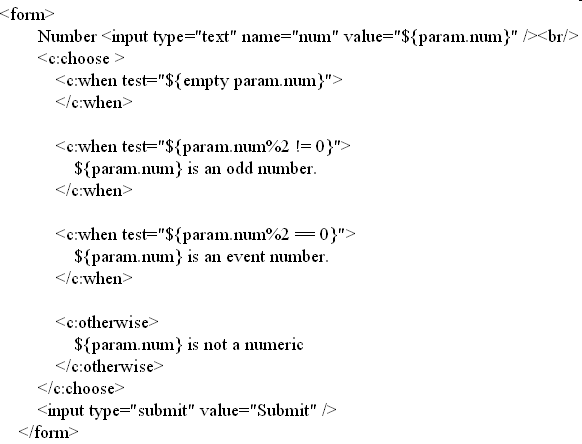 <form>
Number <input type="text" name="num" value="${param.num}" /><br/>
<c:choose >
<c:when test="${empty param.num}">
</c:when>
<c:when test="${param.num%2 != 0}">
${param.num} is an odd number.
</c:when>
<c:when test="${param.num%2 == 0}">
${param.num} is an event number.
</c:when>
<c:otherwise>
${param.num} is not a numeric
</c:otherwise>
</c:choose>
<input type="submit" value="Submit" />
</form>